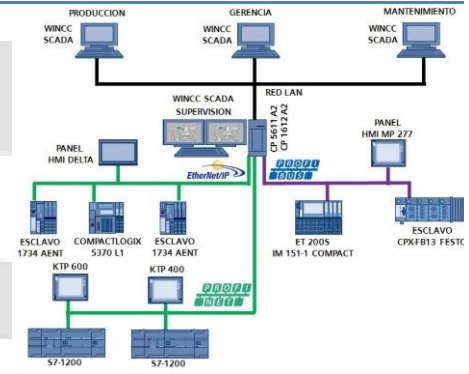 PRODUCCION
GERENCIA
MANTENIMIENTO
WINCC
SCADA
WINCC
SCADA
WINCC
SCADA
RED LAN
WINCC SCADA
SUPERVISION
CP 5611 A2
CP 1612 A2
PANEL
HMI DELTA
PANEL
HMI MP 277
EtherNet/IP
PROFI
BUS
ESCLAVO
1734 AENT
COMPACTLOGIX
5370 L1
ESCLAVO
1734 AENT
ET 200S
IM 151-1 COMPACT
ESCLAVO
CPX-FB13 FESTO
KTP 600
KTP 400
PROFI
NET
S7-1200
S7-1200